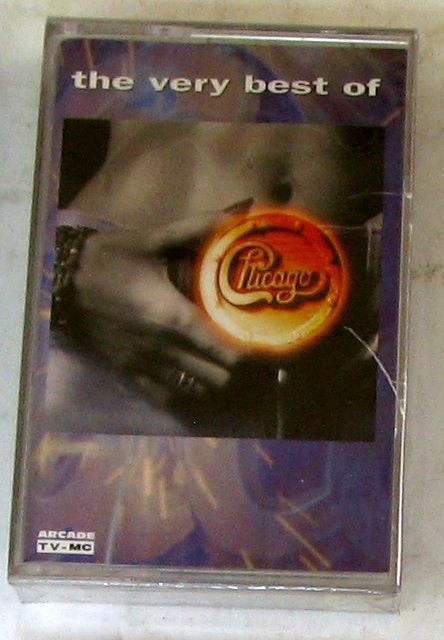 the very best of
Chicago
ARCADE
TV-MC